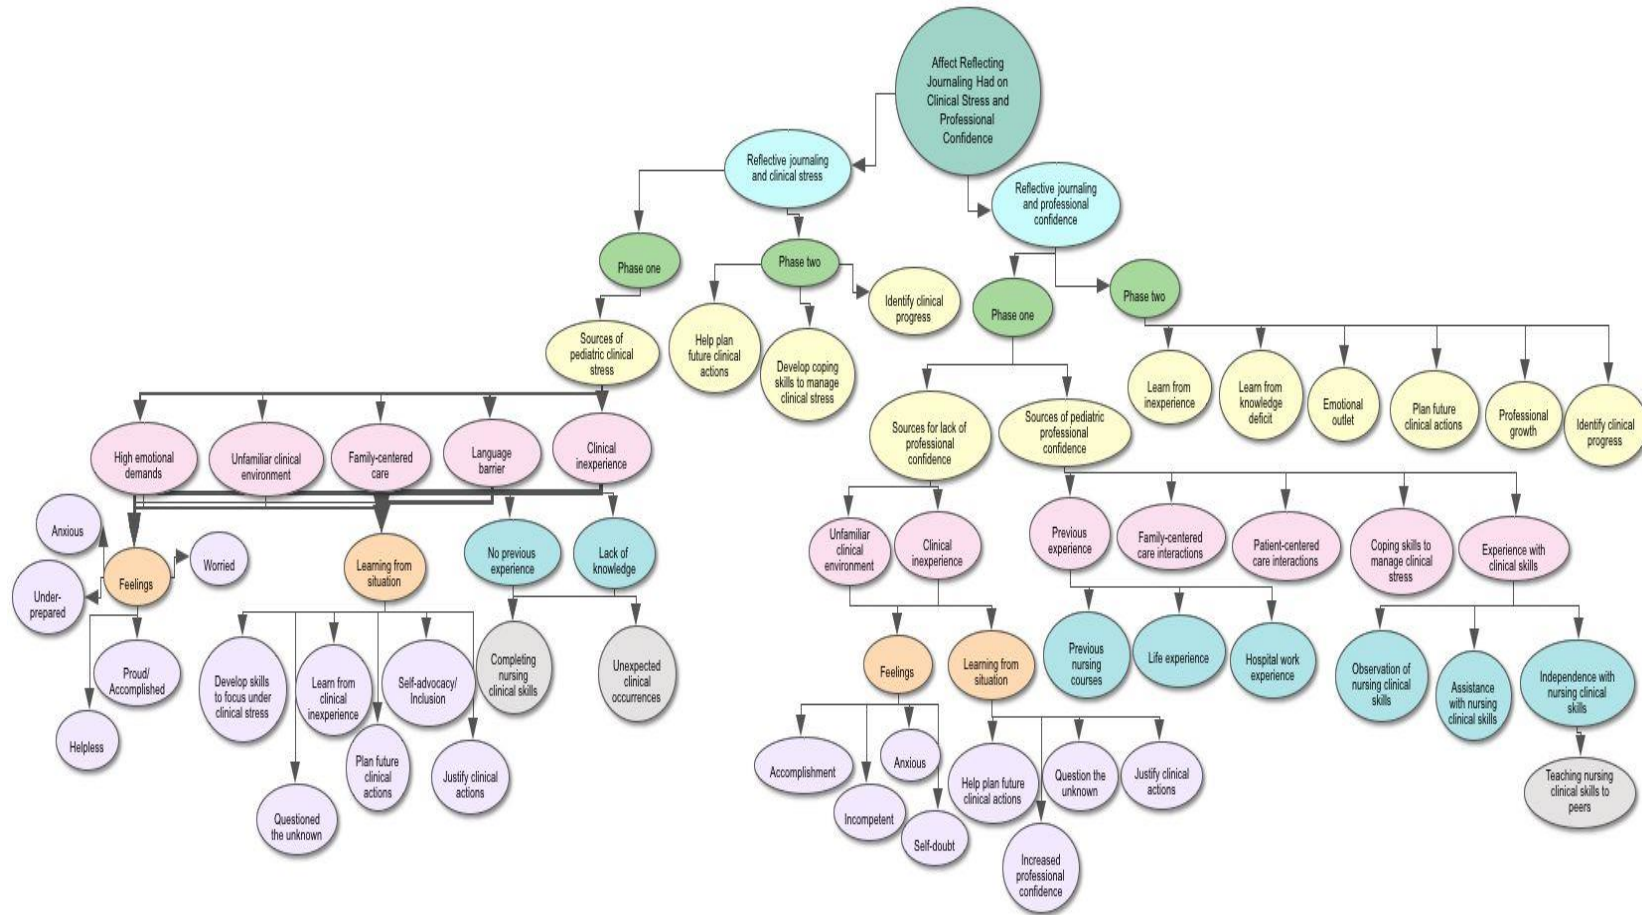 Affect Reflecting
Journaling Had on
Clinical Stress and
Professional
Confidence
Reflective journaling
and clinical stress
Reflective journaling
and professional
confidence
Phase one
Phase two
Phase one
Phase two
Sources of
pediatric clinical
stress
Help plan
future clinical
actions
Develop coping
skills to manage
clinical stress
Identify clinical
progress
Sources for lack of
professional
confidence
Sources of pediatric
professional
confidence
Learn from
inexperience
Learn from
knowledge
deficit
Emotional
outlet
Plan future
clinical actions
Professional
growth
Identify clinical
progress
High emotional
demands
Unfamiliar clinical
environment
Family-centered
care
Language
barrier
Clinical
inexperience
Unfamiliar
clinical
environment
Clinical
inexperience
Previous
experience
Family-centered
care interactions
Patient-centered
care interactions
Coping skills to
manage clinical
stress
Experience with
clinical skills
Anxious
Worried
Feelings
Under-
prepared
Proud/
Accomplished
Helpless
Learning from
situation
No previous
experience
Lack of
knowledge
Develop skills
to focus under
clinical stress
Learn from
clinical
inexperience
Self-advocacy/
Inclusion
Completing
nursing
clinical skills
Unexpected
clinical
occurrences
Questioned
the unknown
Plan future
clinical
actions
Justify clinical
actions
Feelings
Learning from
situation
Previous
nursing
courses
Life experience
Hospital work
experience
Observation of
nursing clinical
skills
Assistance
with nursing
clinical skills
Independence with
nursing clinical
skills
Accomplishment
Incompetent
Anxious
Self-doubt
Help plan future
clinical actions
Increased
professional
confidence
Question the
unknown
Justify clinical
actions
Teaching nursing
clinical skills to
peers